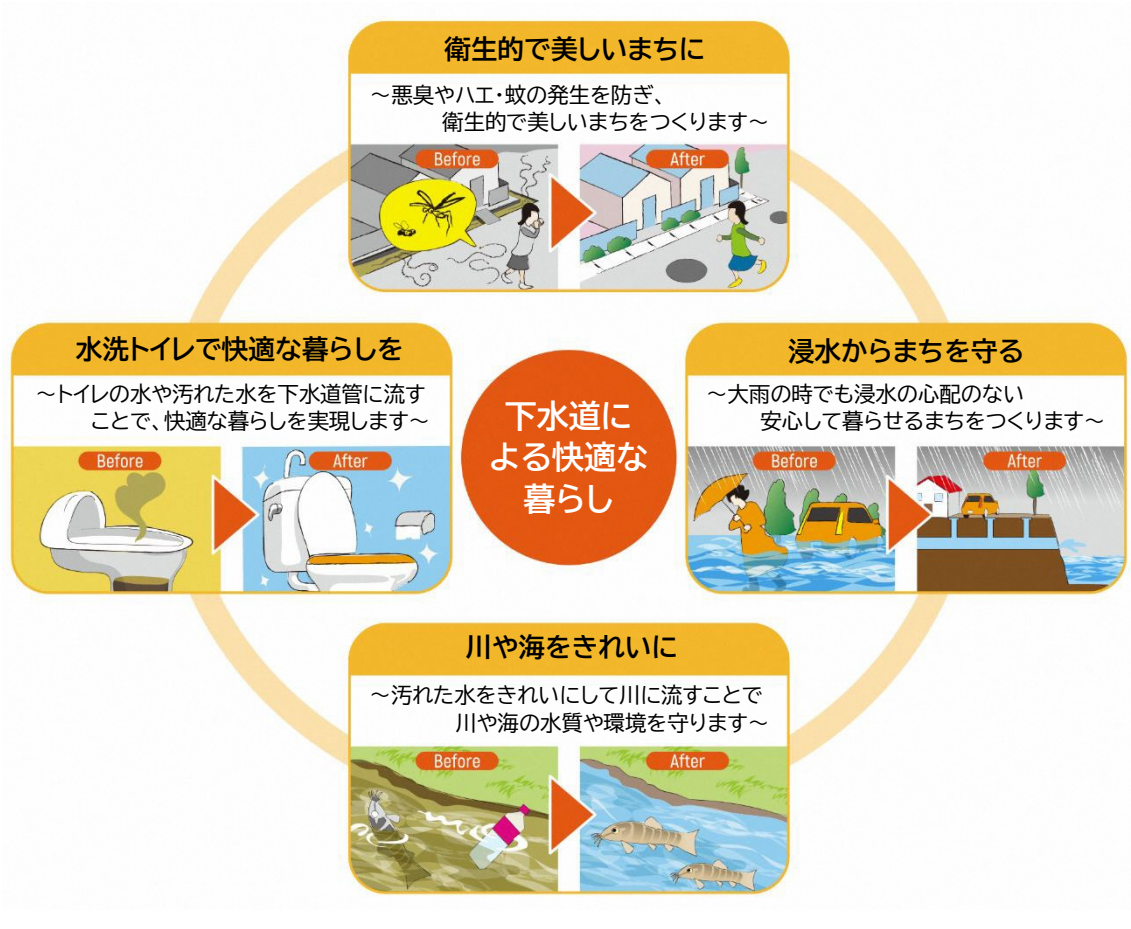 衛生的で美しいまちに
～悪臭やハエ・蚊の発生を防ぎ、
衛生的で美しいまちをつくります～
Before
After
水洗トイレで快適な暮らしを
～トイレの水や汚れた水を下水道管に流す
ことで、快適な暮らしを実現します～
Before
After
下水道に
よる快適な
暮らし
浸水からまちを守る
～大雨の時でも浸水の心配のない
安心して暮らせるまちをつくります～
Before
After
川や海をきれいに
～汚れた水をきれいにして川に流すことで
川や海の水質や環境を守ります～
Before
After